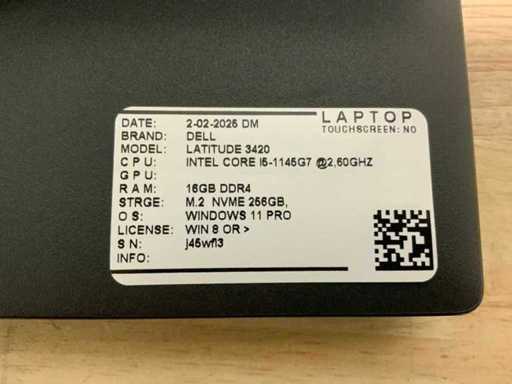 LAPTOP
TOUCHSCREEN: NO
DATE: 2-02-2026 DM
BRAND: DELL
MODEL: LATITUDE 3420
CPU: INTEL CORE I5-1145G7 @2,60GHZ
GPU:
RAM: 16GB DDR4
STRGE: M.2 NVME 256GB,
OS: WINDOWS 11 PRO
LICENSE: WIN 8 OR >
SN: j45wfl3
INFO: